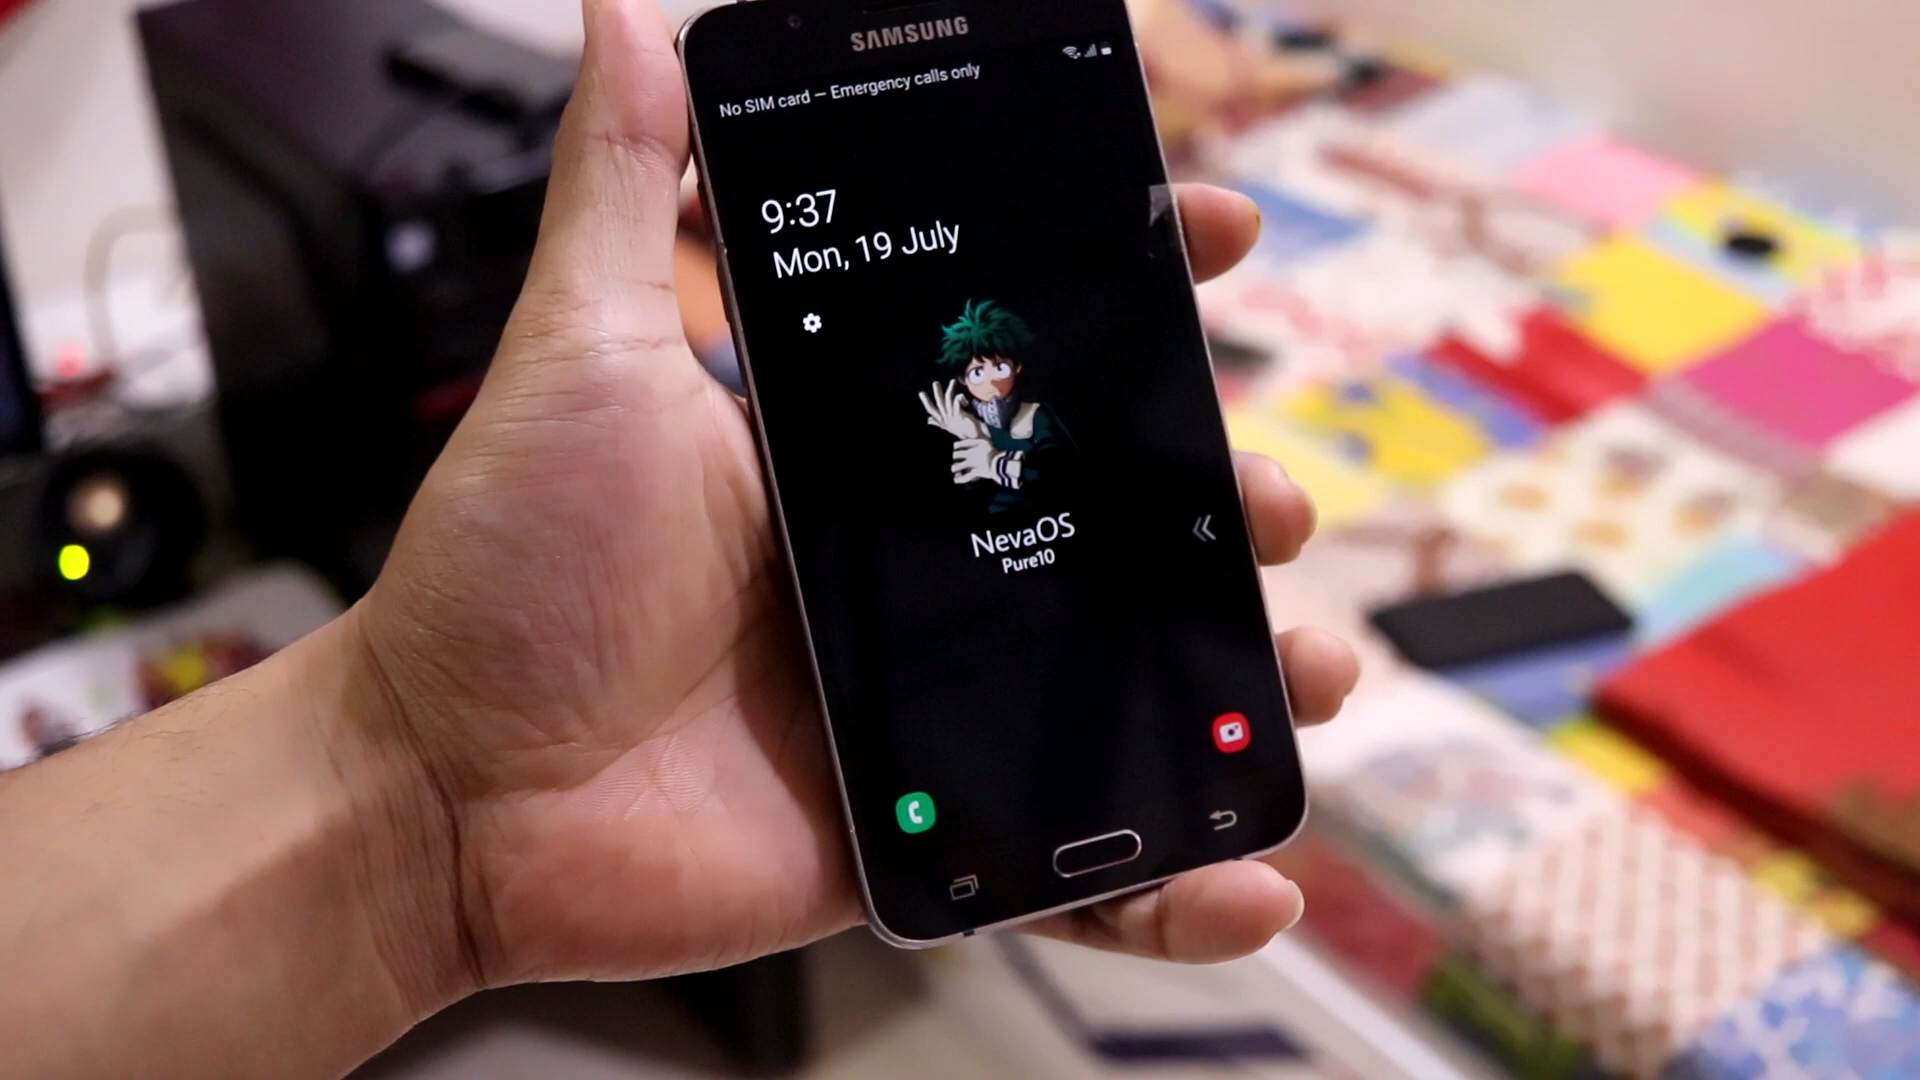 SAMSUNG
No SIM card – Emergency calls only
9:37
Mon, 19 July
NevaOS
Pure10